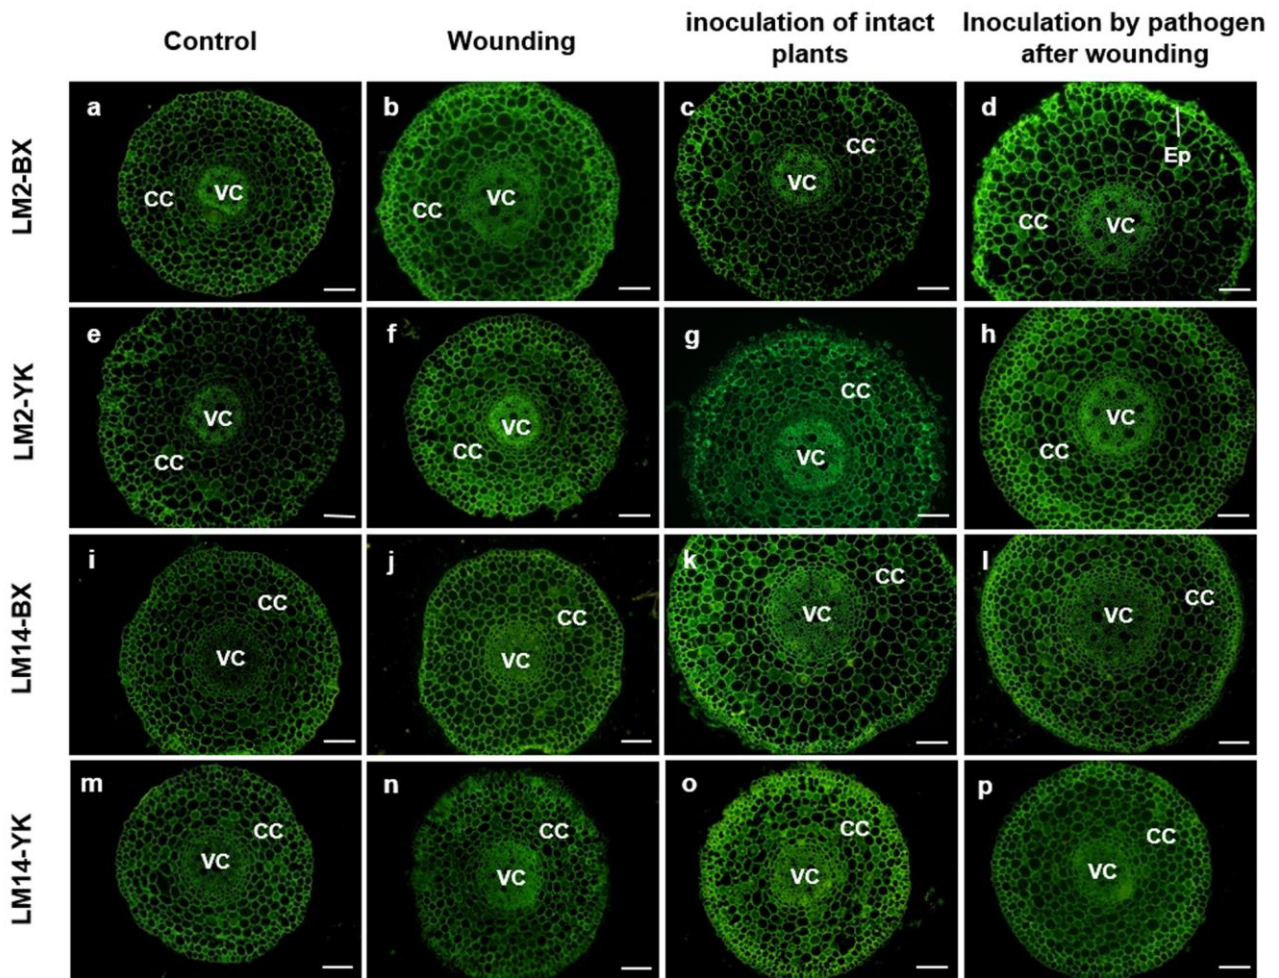 Control
Wounding
inoculation of intact
plants
Inoculation by pathogen
after wounding
LM2-BX
a
CC
VC
b
CC
VC
c
CC
VC
d
Ep
CC
VC
LM2-YK
e
VC
CC
f
VC
CC
g
CC
VC
h
VC
CC
LM14-BX
i
CC
VC
j
CC
VC
k
CC
VC
l
CC
VC
LM14-YK
m
CC
VC
n
CC
VC
o
CC
VC
p
CC
VC